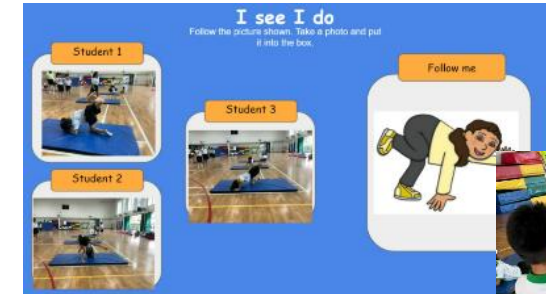 I see I do
Follow the picture shown. Take a photo and put
it into the box.
Student 1
Follow me
Student 3
Student 2